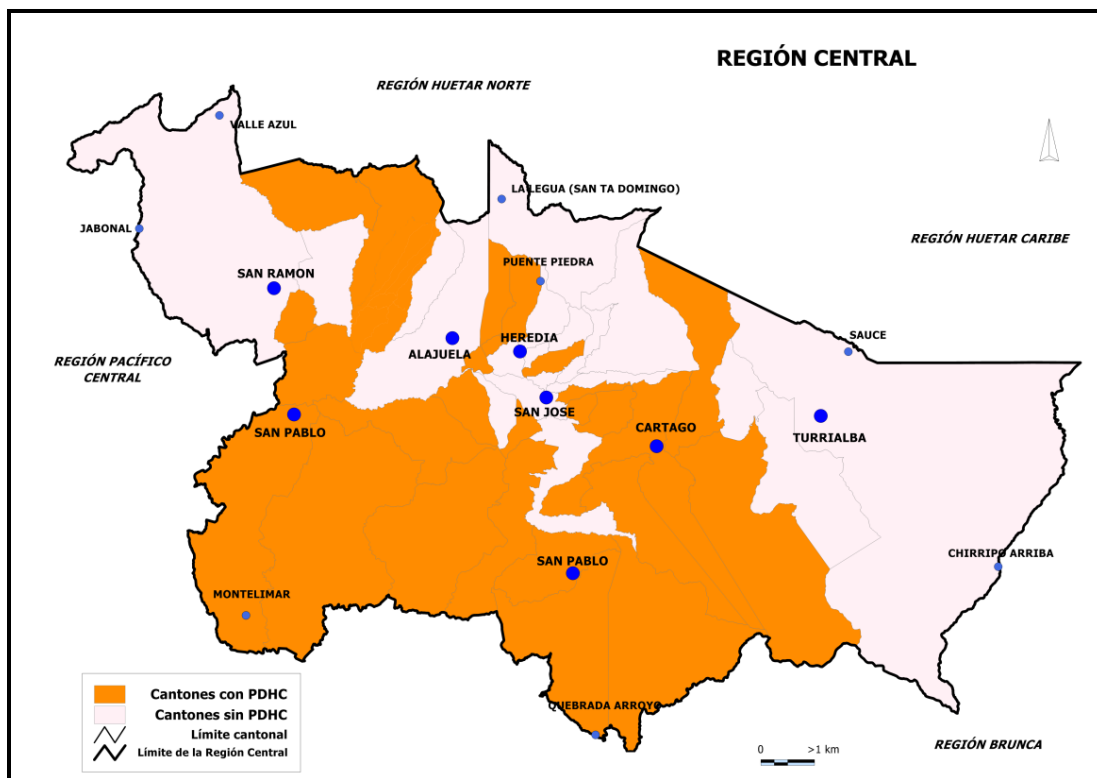 REGIÓN CENTRAL
REGIÓN HUETAR NORTE
VALLE AZUL
LA LEGUA (SAN TA DOMINGO)
JABONAL
REGIÓN HUETAR CARIBE
PUENTE PIEDRA
SAN RAMON
SAUCE
HEREDIA
ALAJUELA
REGIÓN PACÍFICO
CENTRAL
SAN JOSE
CARTAGO
SAN PABLO
TURRIALBA
CHIRRIPO ARRIBA
SAN PABLO
MONTELIMAR
Cantones con PDHC
Cantones sin PDHC
Límite cantonal
Límite de la Región Central
QUEBRADA ARROYO
0 >1 km
REGIÓN BRUNCA